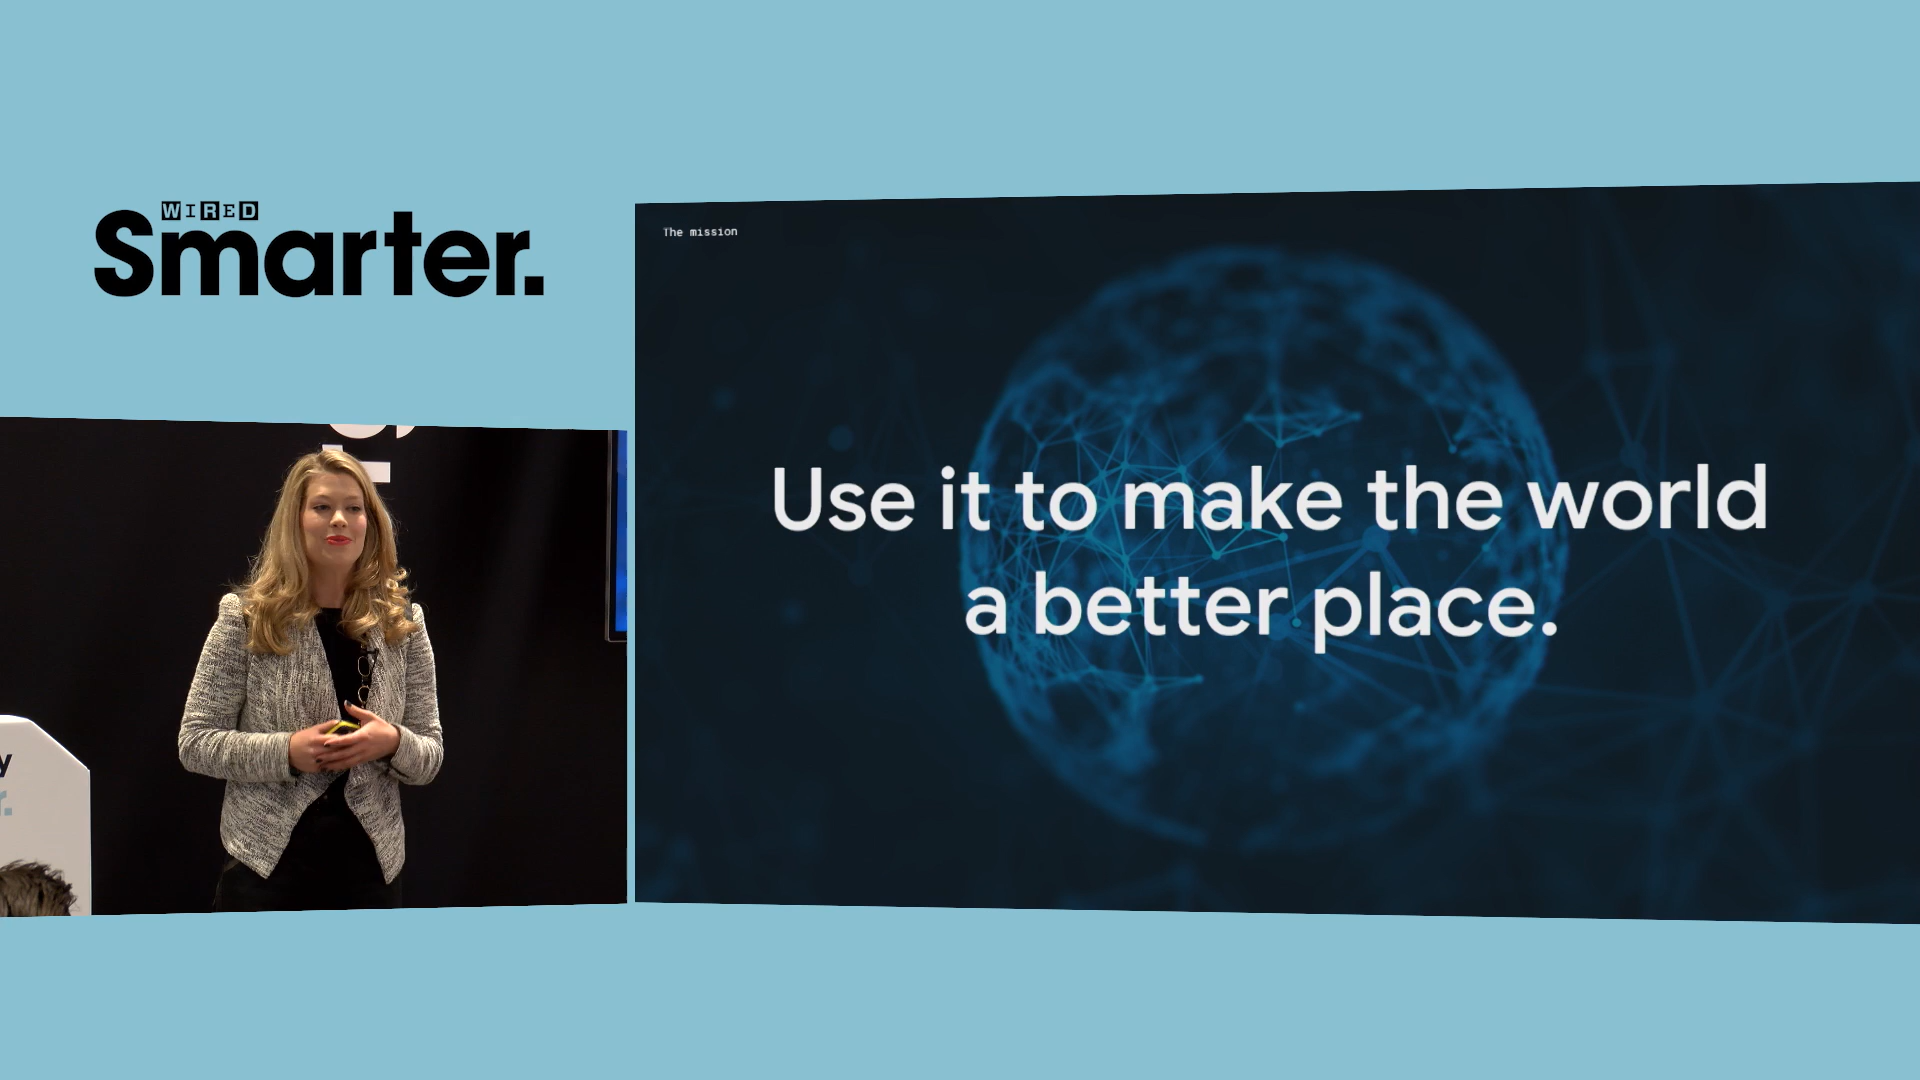 WIRED
Smarter.
The mission
Use it to make the world
a better place.
y
r.